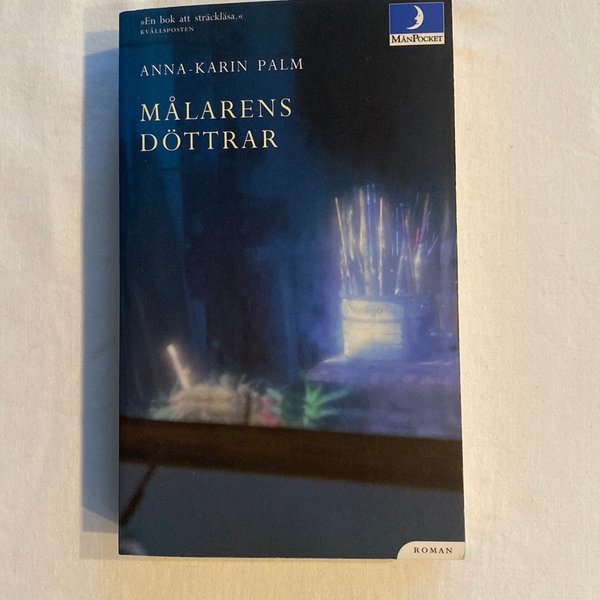 »En bok att sträckläsa.«
KVÄLLSPOSTEN
MÅNPOCKET
ANNA-KARIN PALM
MÅLARENS
DÖTTRAR
ROMAN